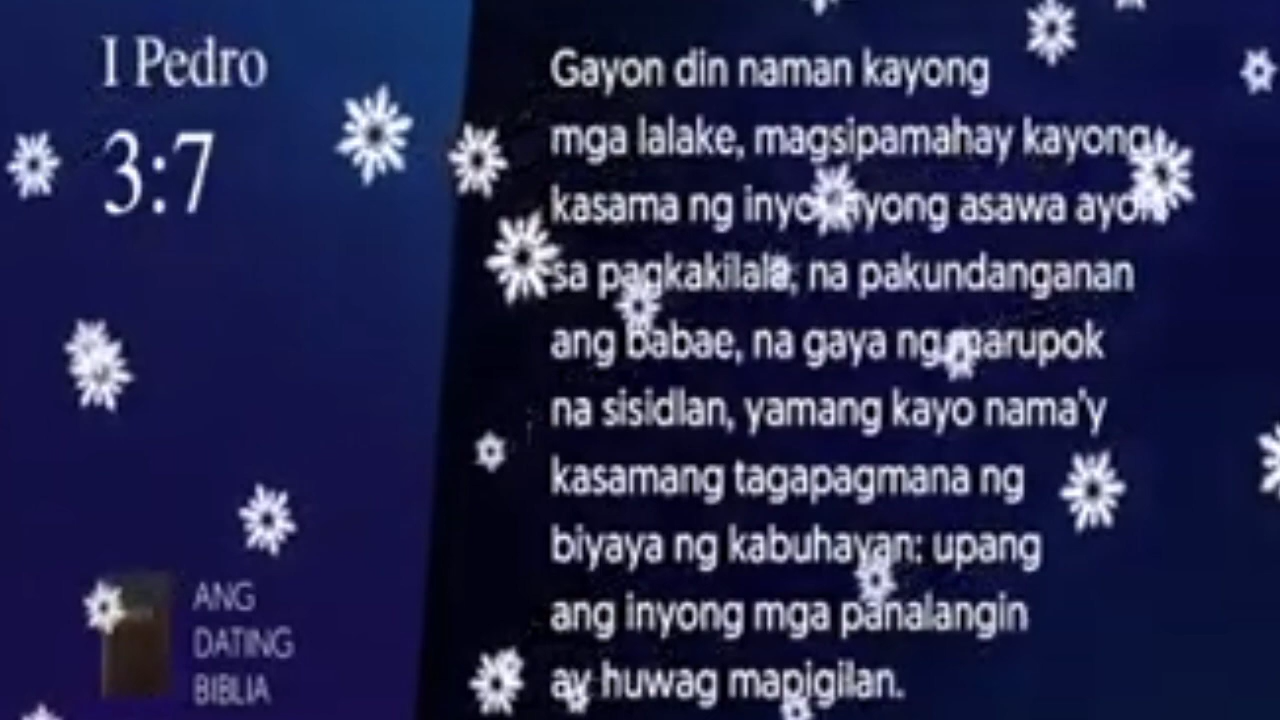 I Pedro
3:7
Gayon din naman kayong
mga lalake, magsipamahay kayong
kasama ng asawa ayon
sa pagkakilala, na pakundanganan
ang babae, na gaya ng marupok
na sisidlan, yamang kayo nama'y
kasamang tagapagmana ng
biyaya ng kabuhayan: upang
ang inyong mga panalangin
ay huwag mapigilan.
ANG
DATING
BIBLIA